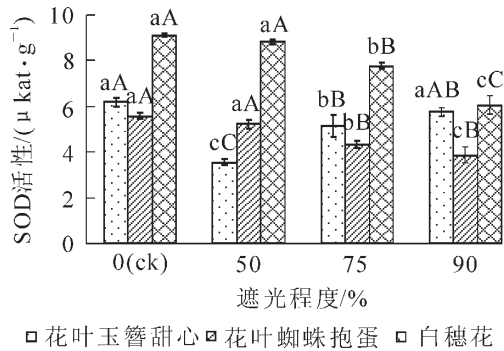 SOD活性/(μkat·g⁻¹)
10
8
6
4
2
0
aA aA aA
cC aA aA
bB bB bB
aAB cB cC
0(ck) 50 75 90
遮光程度/%
花叶玉簪甜心 花叶蜘蛛抱蛋 白穗花